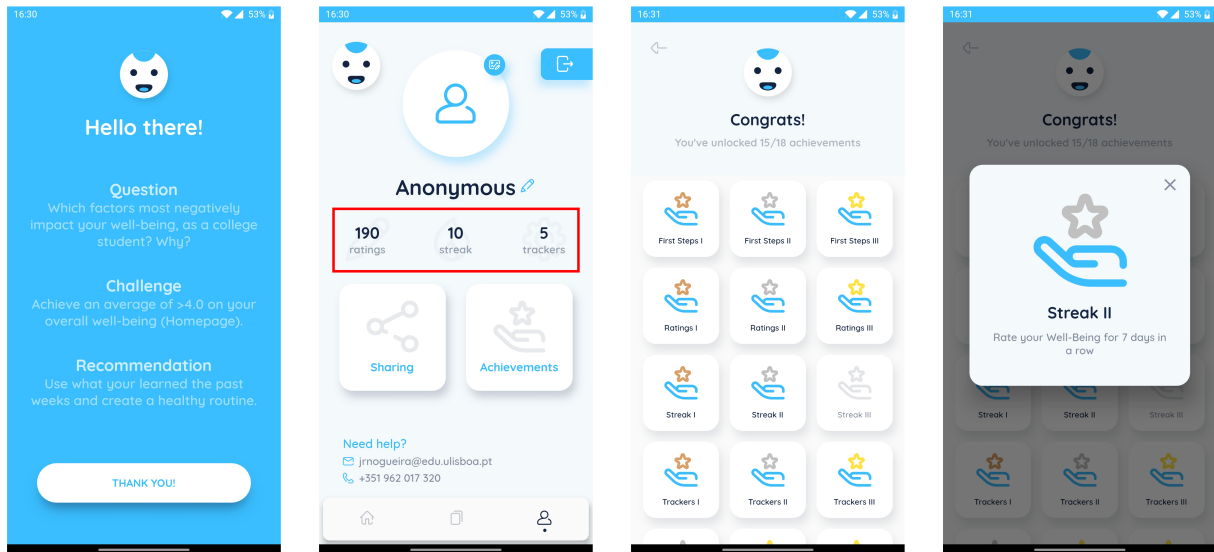 16:30
53%
Hello there!
Question
Which factors most negatively
impact your well-being, as a college
student? Why?
Challenge
Achieve an average of >4.0 on your
overall well-being (Homepage).
Recommendation
Use what your learned the past
weeks and create a healthy routine.
THANK YOU!
16:30
53%
Anonymous
190
10
5
ratings
streak
trackers
Sharing
Achievements
Need help?
jrnogueira@edu.ulisboa.pt
+351 962 017 320
16:31
53%
Congrats!
You've unlocked 15/18 achievements
First Steps I
First Steps II
First Steps III
Ratings I
Ratings II
Ratings III
Streak I
Streak II
Streak III
Trackers I
Trackers II
Trackers III
16:31
53%
Congrats!
You've unlocked 15/18 achievements
Streak II
Rate your Well-Being for 7 days in
a row
Streak I
Streak II
Streak III
Trackers I
Trackers II
Trackers III